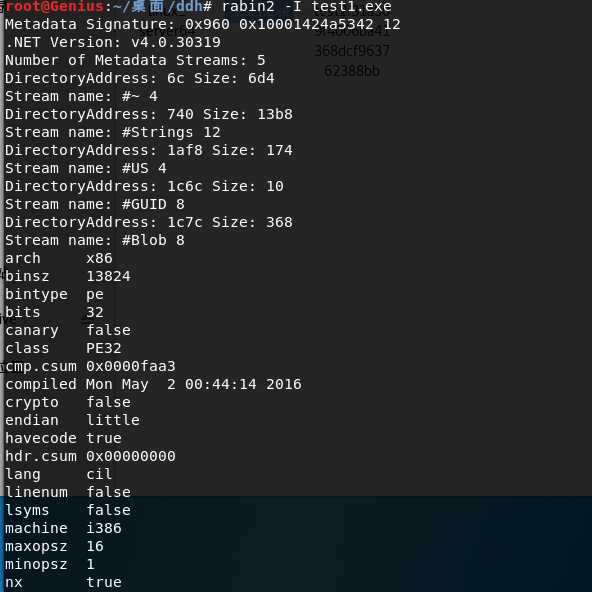 root@Genius:~/桌面/ddh# rabin2 -I test1.exe
Metadata Signature: 0x960 0x10001424a5342 12
.NET Version: v4.0.30319
Number of Metadata Streams: 5
DirectoryAddress: 6c Size: 6d4
Stream name: #~ 4
DirectoryAddress: 740 Size: 13b8
Stream name: #Strings 12
DirectoryAddress: 1af8 Size: 174
Stream name: #US 4
DirectoryAddress: 1c6c Size: 10
Stream name: #GUID 8
DirectoryAddress: 1c7c Size: 368
Stream name: #Blob 8
arch     x86
binsz    13824
bintype  pe
bits     32
canary   false
class    PE32
cmp.csum 0x0000faa3
compiled Mon May  2 00:44:14 2016
crypto   false
endian   little
havecode true
hdr.csum 0x00000000
lang     cil
linenum  false
lsyms    false
machine  i386
maxopsz  16
minopsz  1
nx       true
server64
368dcf9637
62388bb